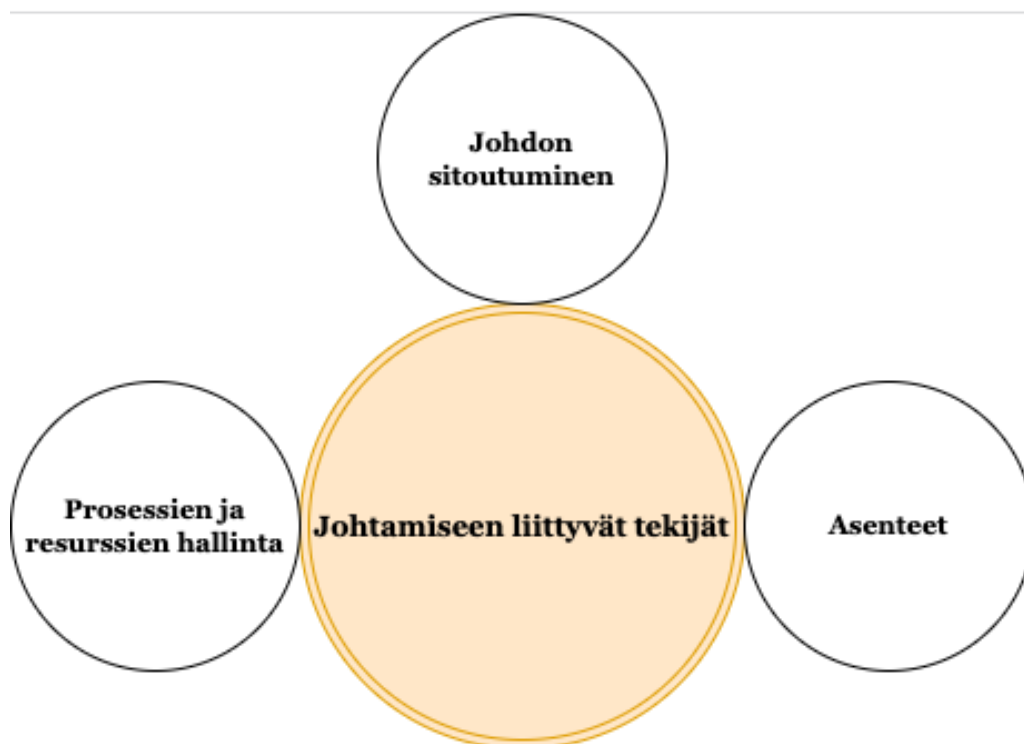 Johdon
sitoutuminen
Prosessien ja
resurssien hallinta
Johtamiseen liittyvät tekijät
Asenteet